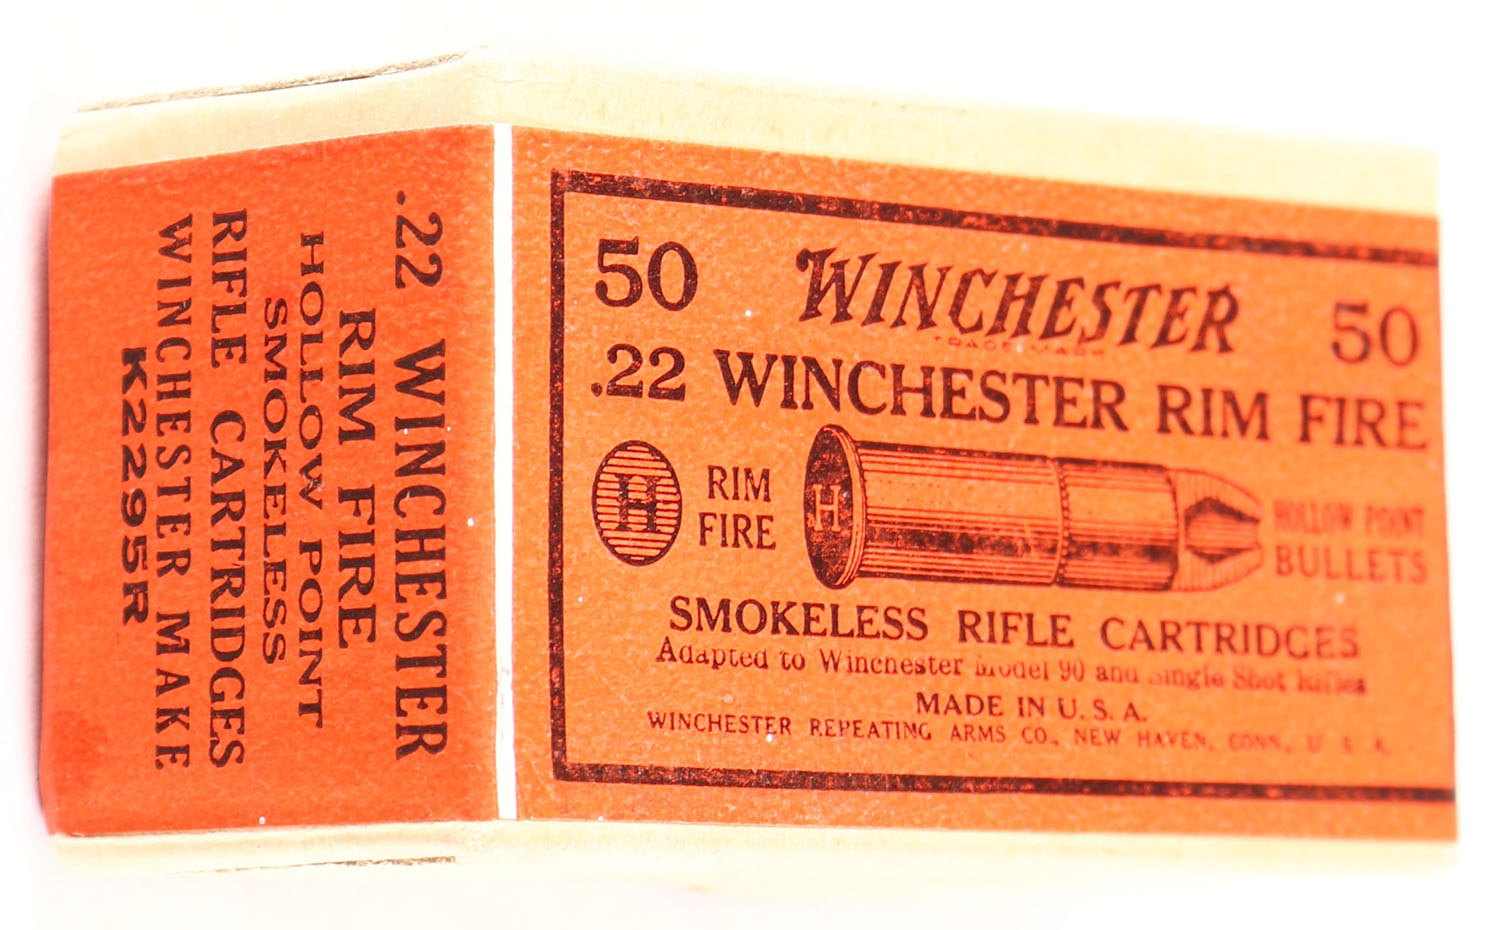 .22 WINCHESTER
RIM FIRE
HOLLOW POINT
SMOKELESS
RIFLE CARTRIDGES
WINCHESTER MAKE
K2295R
50 WINCHESTER 50
TRADE MARK
.22 WINCHESTER RIM FIRE
H RIM H HOLLOW POINT
FIRE BULLETS
SMOKELESS RIFLE CARTRIDGES
Adapted to Winchester Model 90 and Single Shot Rifles
MADE IN U.S.A.
WINCHESTER REPEATING ARMS CO., NEW HAVEN, CONN., U. S. A.